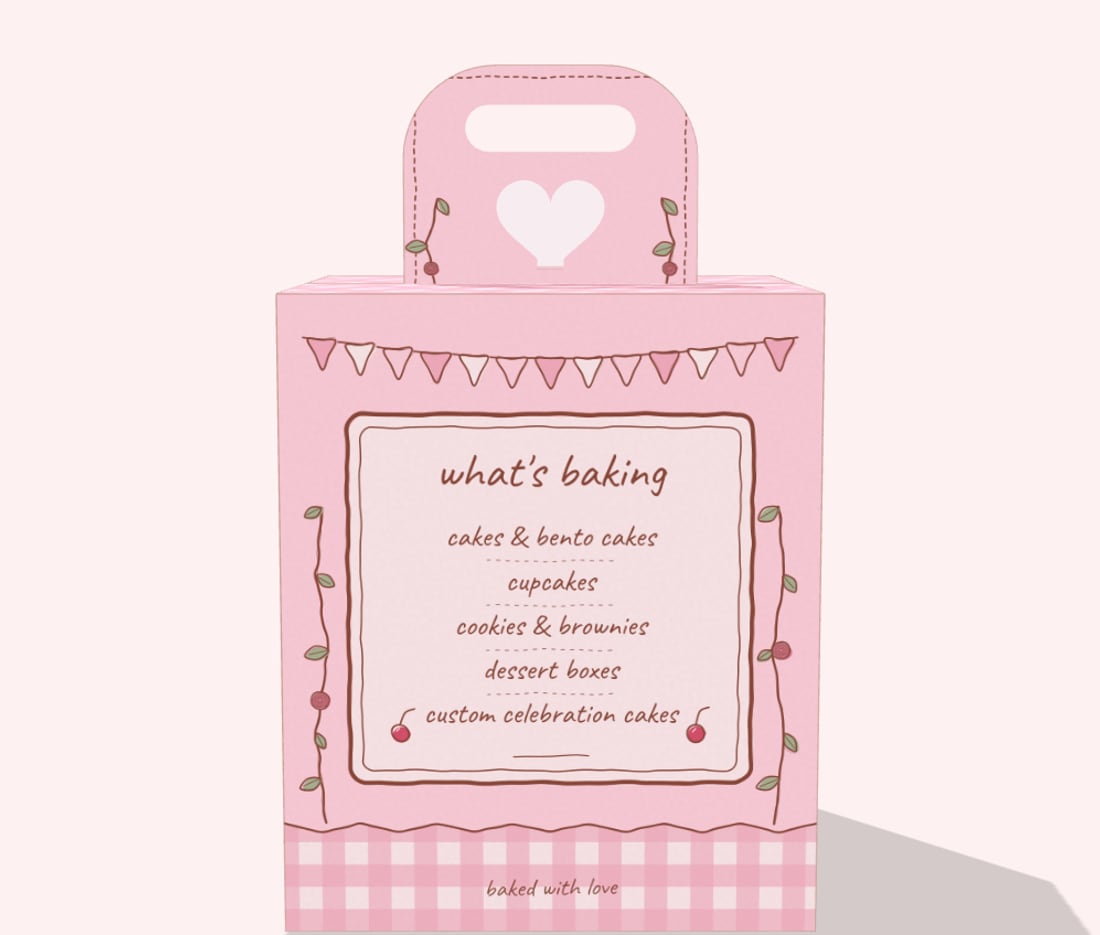 what's baking
cakes & bento cakes
cupcakes
cookies & brownies
dessert boxes
custom celebration cakes
baked with love